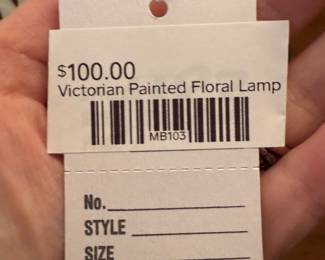 $100.00
Victorian Painted Floral Lamp
MB103
No.
STYLE
SIZE